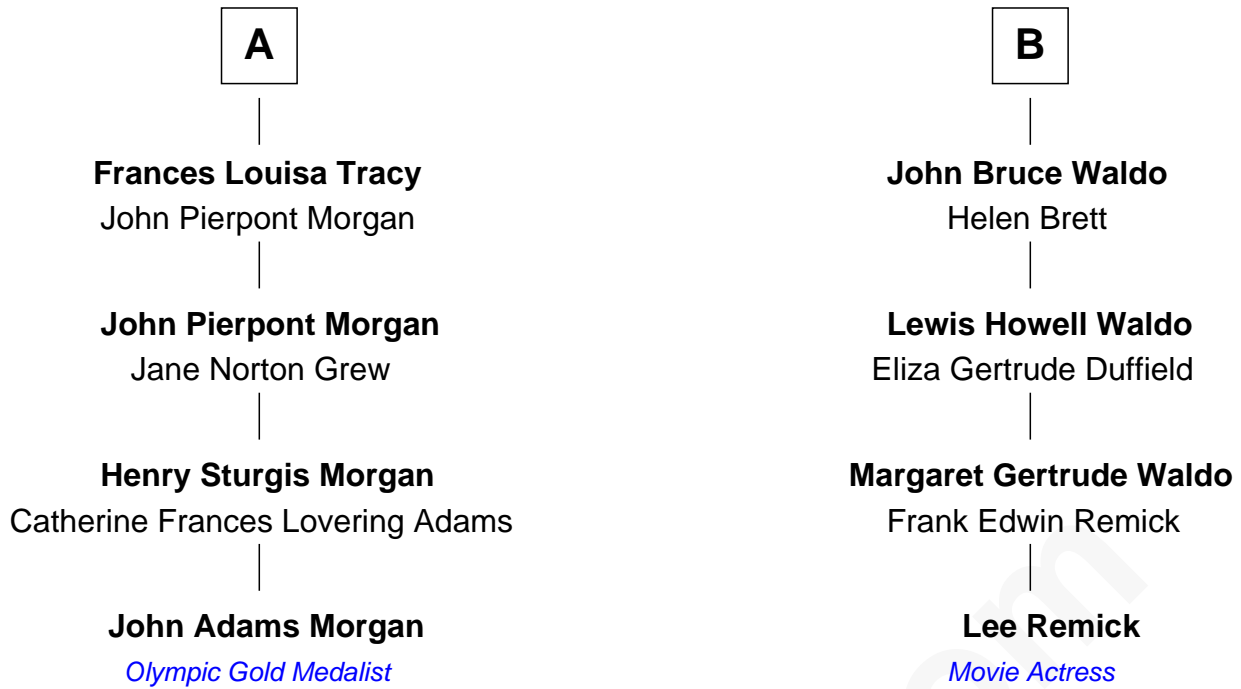 A
Frances Louisa Tracy
John Pierpont Morgan
John Pierpont Morgan
Jane Norton Grew
Henry Sturgis Morgan
Catherine Frances Lovering Adams
John Adams Morgan
Olympic Gold Medalist
B
John Bruce Waldo
Helen Brett
Lewis Howell Waldo
Eliza Gertrude Duffield
Margaret Gertrude Waldo
Frank Edwin Remick
Lee Remick
Movie Actress